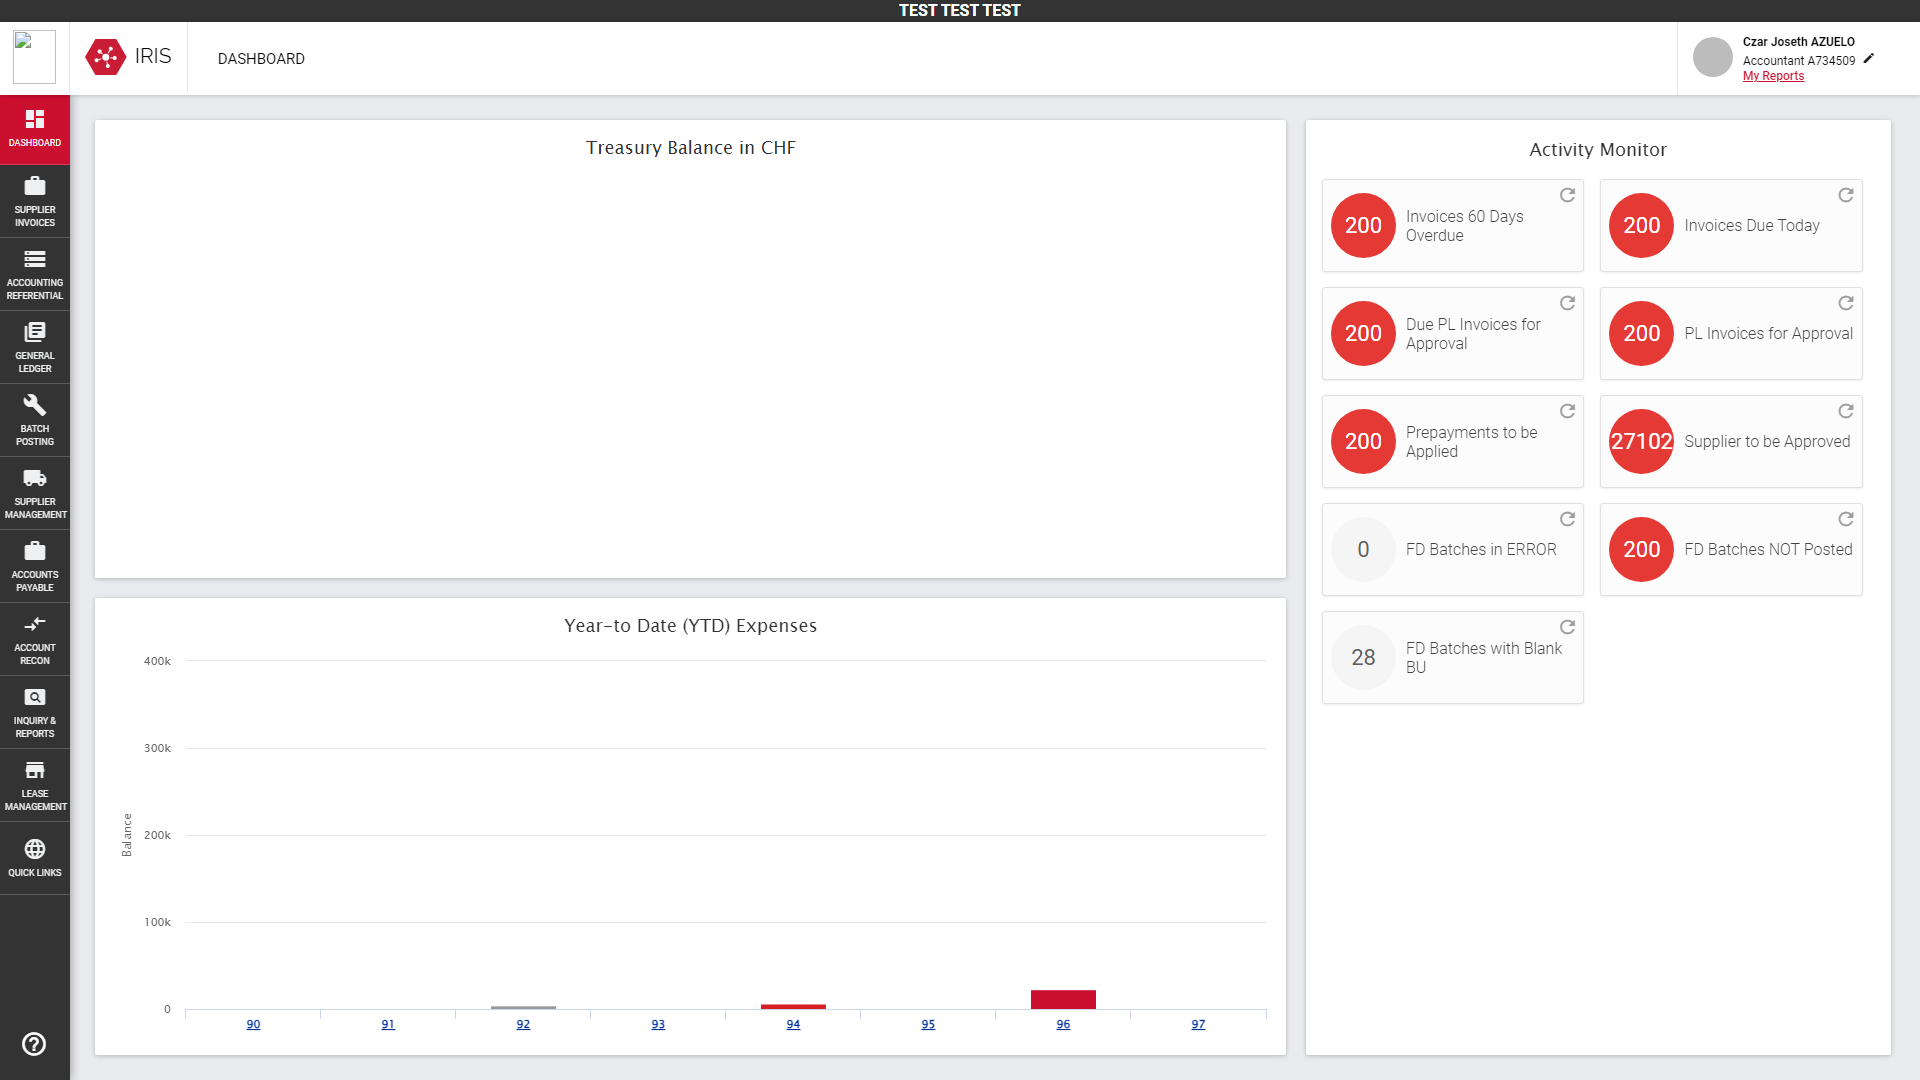 TEST TEST TEST
IRIS
DASHBOARD
Czar Joseth AZUELO
Accountant A734509
My Reports
DASHBOARD
SUPPLIER
INVOICES
ACCOUNTING
REFERENTIAL
GENERAL
LEDGER
BATCH
POSTING
SUPPLIER
MANAGEMENT
ACCOUNTS
PAYABLE
ACCOUNT
RECON
INQUIRY &
REPORTS
LEASE
MANAGEMENT
QUICK LINKS
Treasury Balance in CHF
Year-to Date (YTD) Expenses
400k
300k
200k
100k
0
Balance
90 91 92 93 94 95 96 97
Activity Monitor
200
Invoices 60 Days
Overdue
200
Invoices Due Today
200
Due PL Invoices for
Approval
200
PL Invoices for Approval
200
Prepayments to be
Applied
27102
Supplier to be Approved
0
FD Batches in ERROR
200
FD Batches NOT Posted
28
FD Batches with Blank
BU